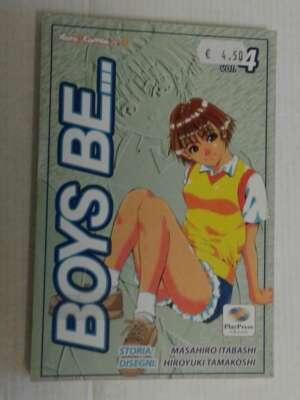 € 4,50
VOL. 4
BOYS BE...
STORIA: MASAHIRO ITABASHI
DISEGNI: HIROYUKI TAMAKOSHI
PlayPress